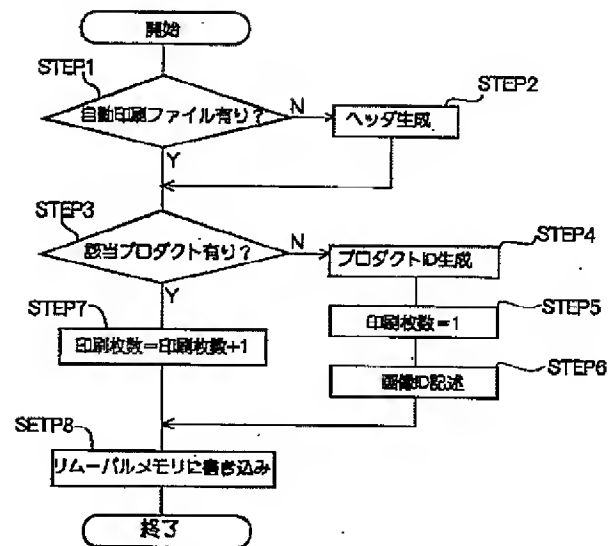 開始
STEP1
自動印刷ファイル有り?
N
STEP2
ヘッダ生成
Y
STEP3
該当プロダクト有り?
N
STEP4
プロダクトID生成
Y
STEP7
STEP5
印刷枚数=印刷枚数+1
印刷枚数=1
STEP6
画像ID記述
SETP8
リムーバルメモリに書き込み
終了